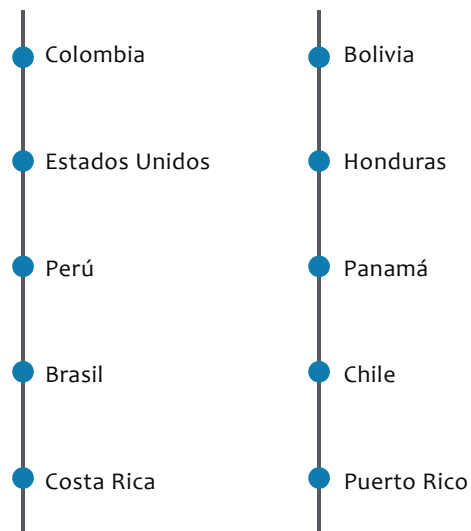 Colombia
Estados Unidos
Perú
Brasil
Costa Rica
Bolivia
Honduras
Panamá
Chile
Puerto Rico